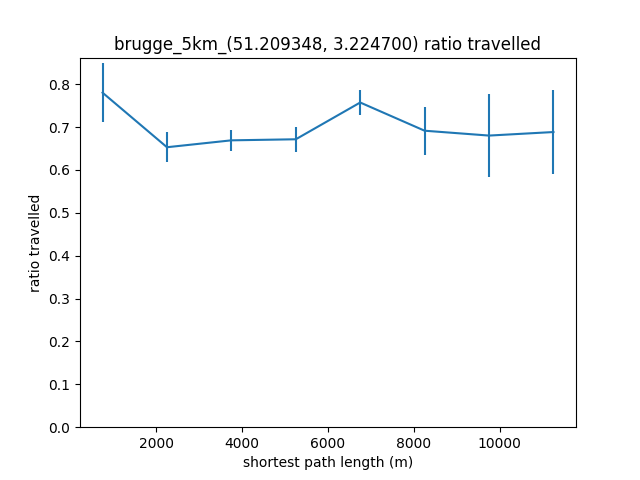 brugge_5km_(51.209348, 3.224700) ratio travelled
0.8
0.7
0.6
0.5
0.4
0.3
0.2
0.1
0.0
ratio travelled
2000 4000 6000 8000 10000
shortest path length (m)